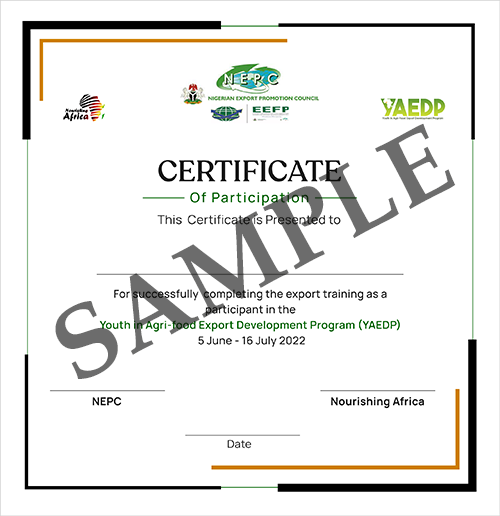 Nourishing
Africa
NEPC
NIGERIAN EXPORT PROMOTION COUNCIL
EEFP
YAEDP
Youth in Agri-food Export Development Program
CERTIFICATE
Of Participation
This Certificate is Presented to
SAMPLE
For successfully completing the export training as a
participant in the
Youth in Agri-food Export Development Program (YAEDP)
5 June - 16 July 2022
NEPC
Nourishing Africa
Date